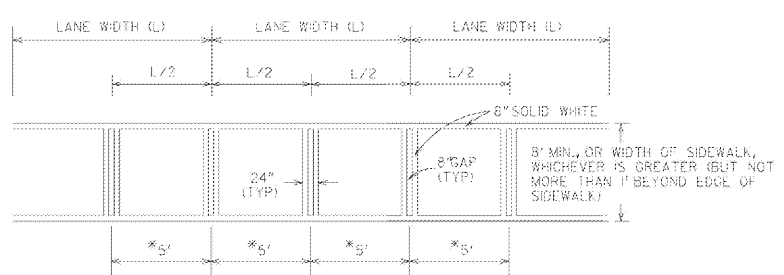 LANE WIDTH (L) LANE WIDTH (L) LANE WIDTH (L)
L/2 L/2 L/2 L/2
8" SOLID WHITE
24"
(TYP)
8" GAP
(TYP)
8' MIN., OR WIDTH OF SIDEWALK,
WHICHEVER IS GREATER (BUT NOT
MORE THAN 1' BEYOND EDGE OF
SIDEWALK)
*5' *5' *5'